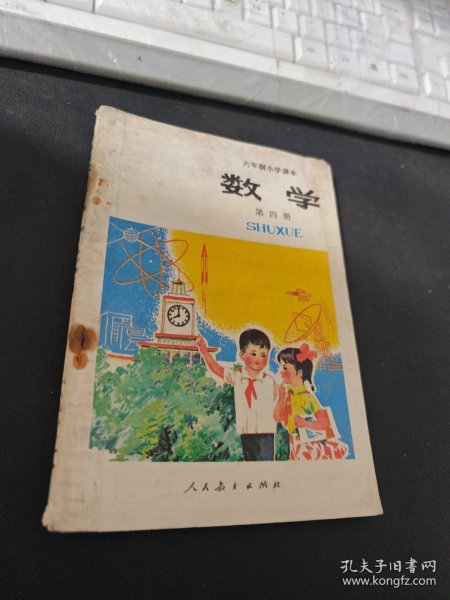 六年制小学课本
数学
第四册
SHUXUE
人民教育出版社
孔夫子旧书网
www.kongfz.com